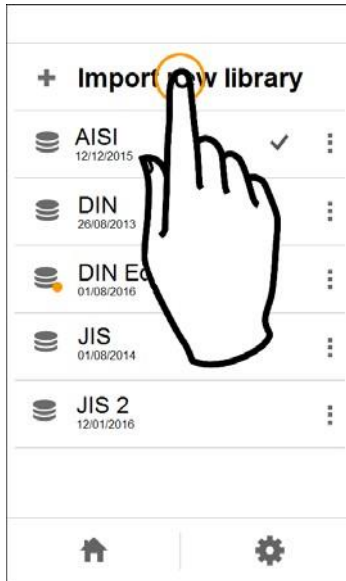 Import new library
AISI
12/12/2015
DIN
26/08/2013
DIN
01/08/2016
JIS
01/08/2014
JIS 2
12/01/2016